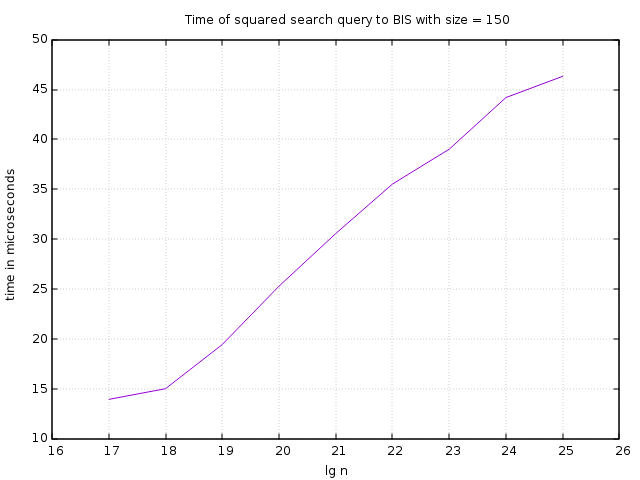 Time of squared search query to BIS with size = 150
50
45
40
35
30
25
20
15
10
time in microseconds
16 17 18 19 20 21 22 23 24 25 26
lg n